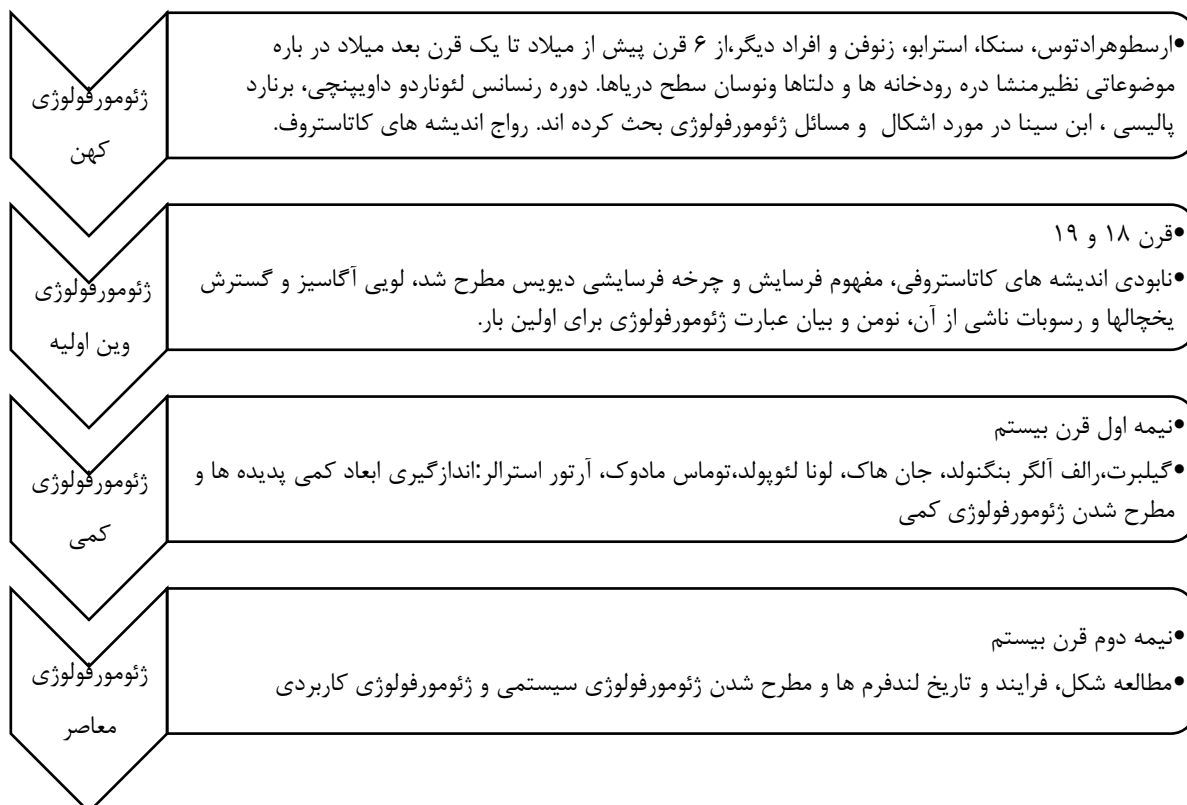 ژئومورفولوژی
کهن
•ارسطوهرادتوس، سنکا، استرابو، زنوفن و افراد دیگر،از ۶ قرن پیش از میلاد تا یک قرن بعد میلاد در باره
موضوعاتی نظیرمنشا دره رودخانه ها و دلتاها ونوسان سطح دریاها. دوره رنسانس لئوناردو داویپنچی، برنارد
پالیسی ، ابن سینا در مورد اشکال و مسائل ژئومورفولوژی بحث کرده اند. رواج اندیشه های کاتاستروف.
ژئومورفولوژی
وین اولیه
•قرن ۱۸ و ۱۹
•نابودی اندیشه های کاتاستروفی، مفهوم فرسایش و چرخه فرسایشی دیویس مطرح شد، لویی آگاسیز و گسترش
یخچالها و رسوبات ناشی از آن، نومن و بیان عبارت ژئومورفولوژی برای اولین بار.
ژئومورفولوژی
کمی
•نیمه اول قرن بیستم
•گیلبرت،رالف آلگر بنگنولد، جان هاک، لونا لئوپولد،توماس مادوک، آرتور استرالر:اندازگیری ابعاد کمی پدیده ها و
مطرح شدن ژئومورفولوژی کمی
ژئومورفولوژی
معاصر
•نیمه دوم قرن بیستم
•مطالعه شکل، فرایند و تاریخ لندفرم ها و مطرح شدن ژئومورفولوژی سیستمی و ژئومورفولوژی کاربردی